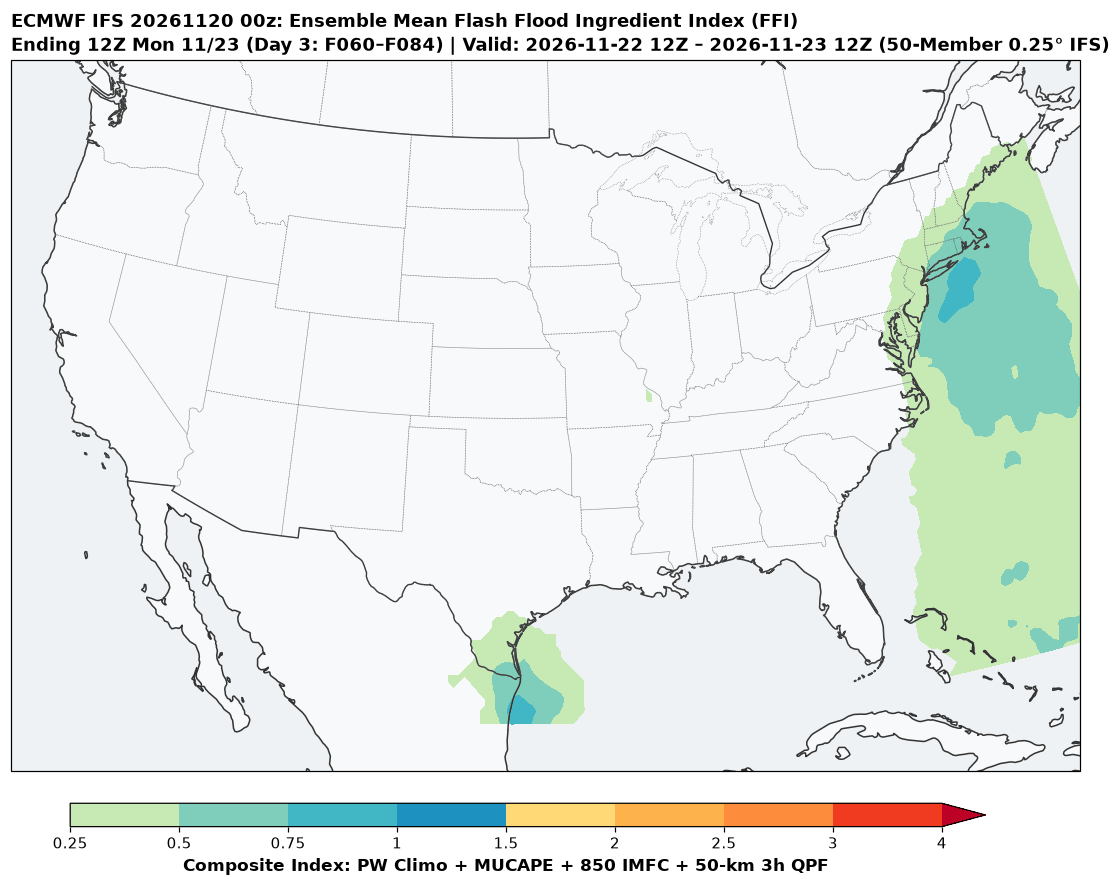 ECMWF IFS 20261120 00z: Ensemble Mean Flash Flood Ingredient Index (FFI)
Ending 12Z Mon 11/23 (Day 3: F060–F084) | Valid: 2026-11-22 12Z – 2026-11-23 12Z (50-Member 0.25° IFS)
0.25 0.5 0.75 1 1.5 2 2.5 3 4
Composite Index: PW Climo + MUCAPE + 850 IMFC + 50-km 3h QPF